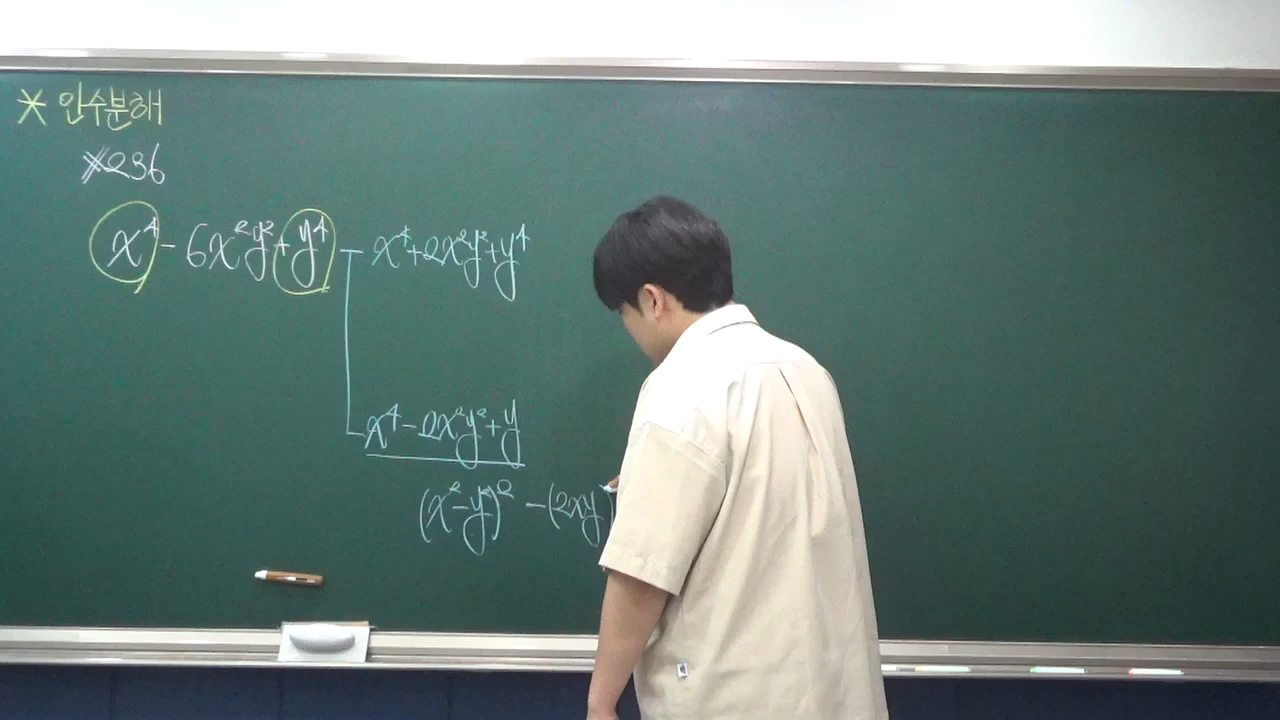 * 인수분해
※236
x⁴ - 6x²y² + y⁴
x⁴+2x²y²+y⁴
x⁴-2x²y²+y
(x²-y²)² -(2xy)